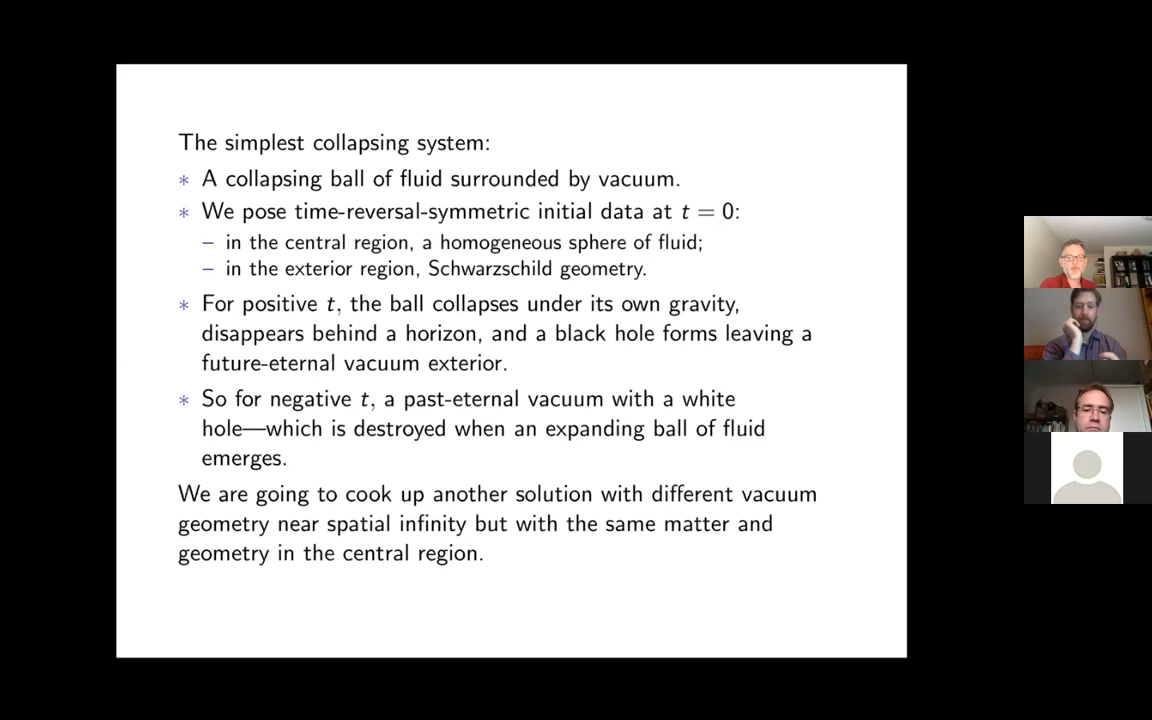 The simplest collapsing system:
* A collapsing ball of fluid surrounded by vacuum.
* We pose time-reversal-symmetric initial data at t = 0:
– in the central region, a homogeneous sphere of fluid;
– in the exterior region, Schwarzschild geometry.
* For positive t, the ball collapses under its own gravity,
disappears behind a horizon, and a black hole forms leaving a
future-eternal vacuum exterior.
* So for negative t, a past-eternal vacuum with a white
hole—which is destroyed when an expanding ball of fluid
emerges.
We are going to cook up another solution with different vacuum
geometry near spatial infinity but with the same matter and
geometry in the central region.